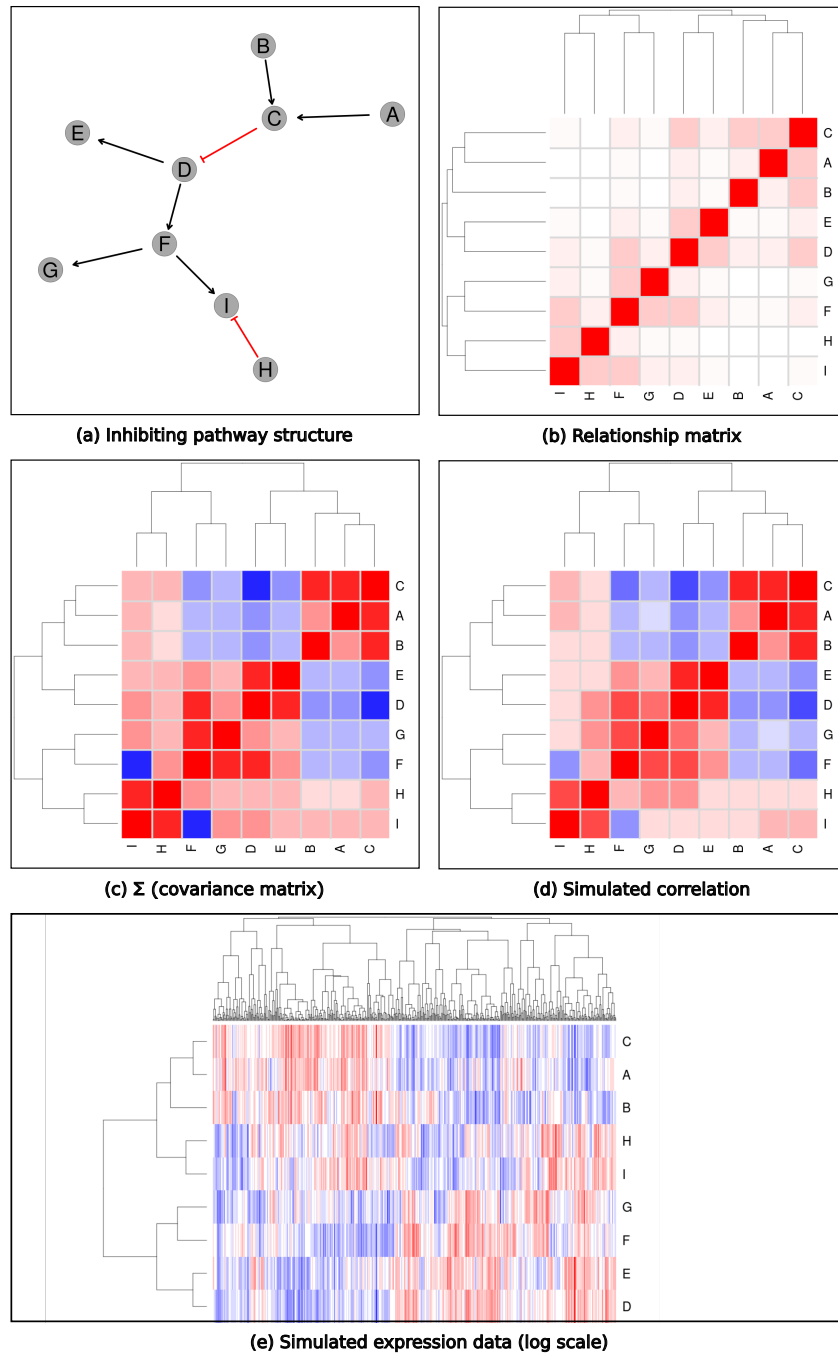 B
A
C
E
D
F
G
I
H
(a) Inhibiting pathway structure
C
A
B
E
D
G
F
H
I
I H F G D E B A C
(b) Relationship matrix
C
A
B
E
D
G
F
H
I
I H F G D E B A C
(c) Σ (covariance matrix)
C
A
B
E
D
G
F
H
I
I H F G D E B A C
(d) Simulated correlation
C
A
B
H
I
G
F
E
D
(e) Simulated expression data (log scale)